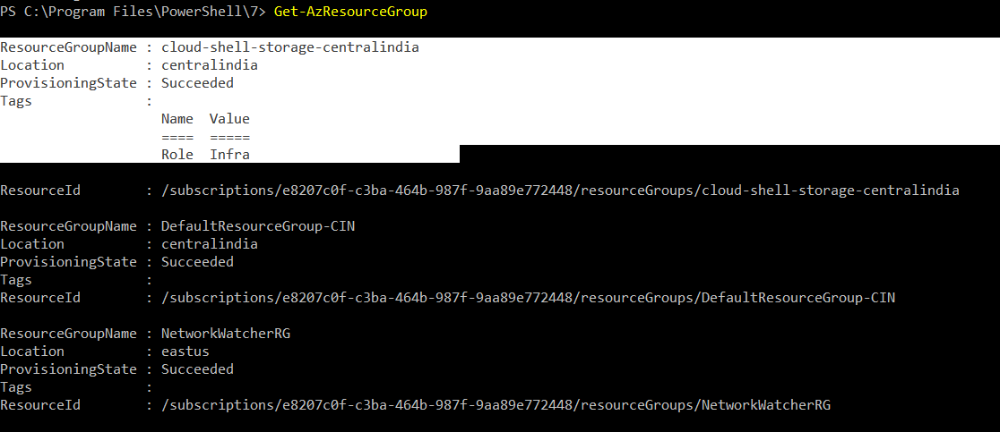 PS C:\Program Files\PowerShell\7> Get-AzResourceGroup
ResourceGroupName : cloud-shell-storage-centralindia
Location          : centralindia
ProvisioningState : Succeeded
Tags              :
                    Name  Value
                    ====  =====
                    Role  Infra
ResourceId        : /subscriptions/e8207c0f-c3ba-464b-987f-9aa89e772448/resourceGroups/cloud-shell-storage-centralindia
ResourceGroupName : DefaultResourceGroup-CIN
Location          : centralindia
ProvisioningState : Succeeded
Tags              :
ResourceId        : /subscriptions/e8207c0f-c3ba-464b-987f-9aa89e772448/resourceGroups/DefaultResourceGroup-CIN
ResourceGroupName : NetworkWatcherRG
Location          : eastus
ProvisioningState : Succeeded
Tags              :
ResourceId        : /subscriptions/e8207c0f-c3ba-464b-987f-9aa89e772448/resourceGroups/NetworkWatcherRG